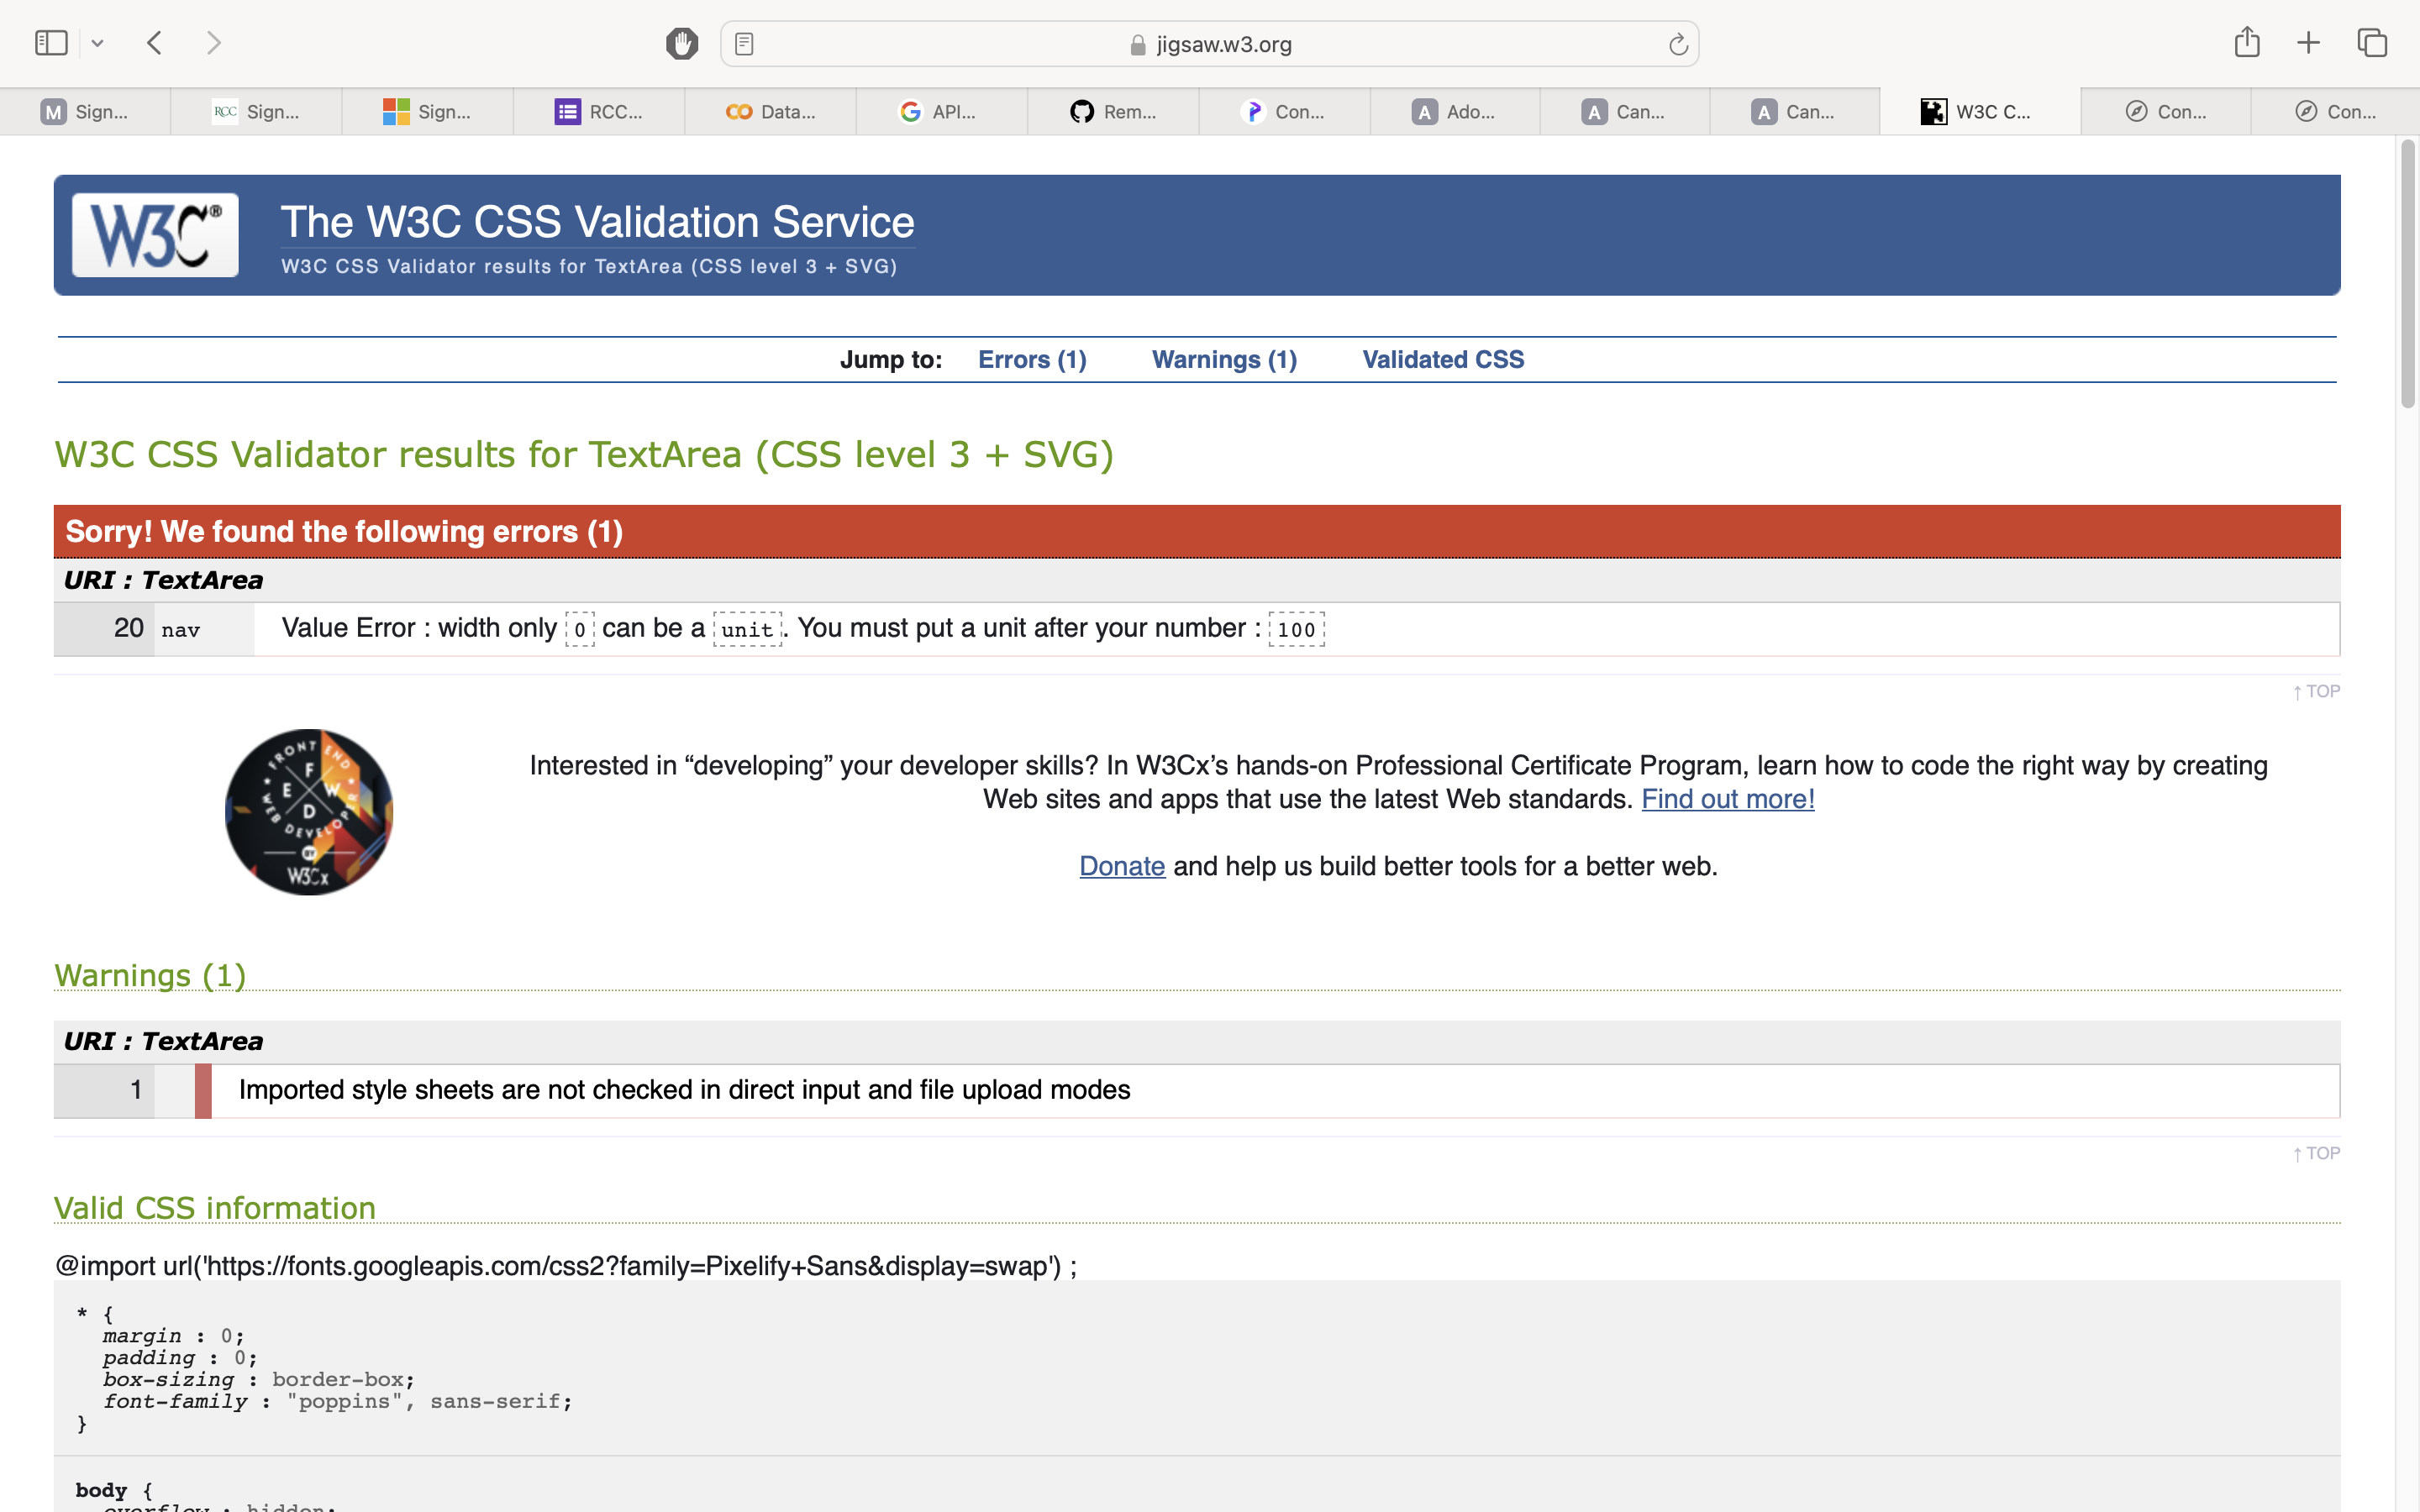 jigsaw.w3.org
M Sign...
RCC Sign...
Sign...
RCC...
Data...
API...
Rem...
Con...
A Ado...
A Can...
A Can...
W3C C...
Con...
Con...
W3C®
The W3C CSS Validation Service
W3C CSS Validator results for TextArea (CSS level 3 + SVG)
Jump to: Errors (1) Warnings (1) Validated CSS
W3C CSS Validator results for TextArea (CSS level 3 + SVG)
Sorry! We found the following errors (1)
URI : TextArea
20 nav Value Error : width only 0 can be a unit. You must put a unit after your number : 100
↑ TOP
FRONT END
WEB DEVELOPER
F E W D
BY
W3Cx
Interested in “developing” your developer skills? In W3Cx’s hands-on Professional Certificate Program, learn how to code the right way by creating
Web sites and apps that use the latest Web standards. Find out more!
Donate and help us build better tools for a better web.
Warnings (1)
URI : TextArea
1 Imported style sheets are not checked in direct input and file upload modes
↑ TOP
Valid CSS information
@import url('https://fonts.googleapis.com/css2?family=Pixelify+Sans&display=swap') ;
* {
margin : 0;
padding : 0;
box-sizing : border-box;
font-family : "poppins", sans-serif;
}
body {
overflow : hidden;